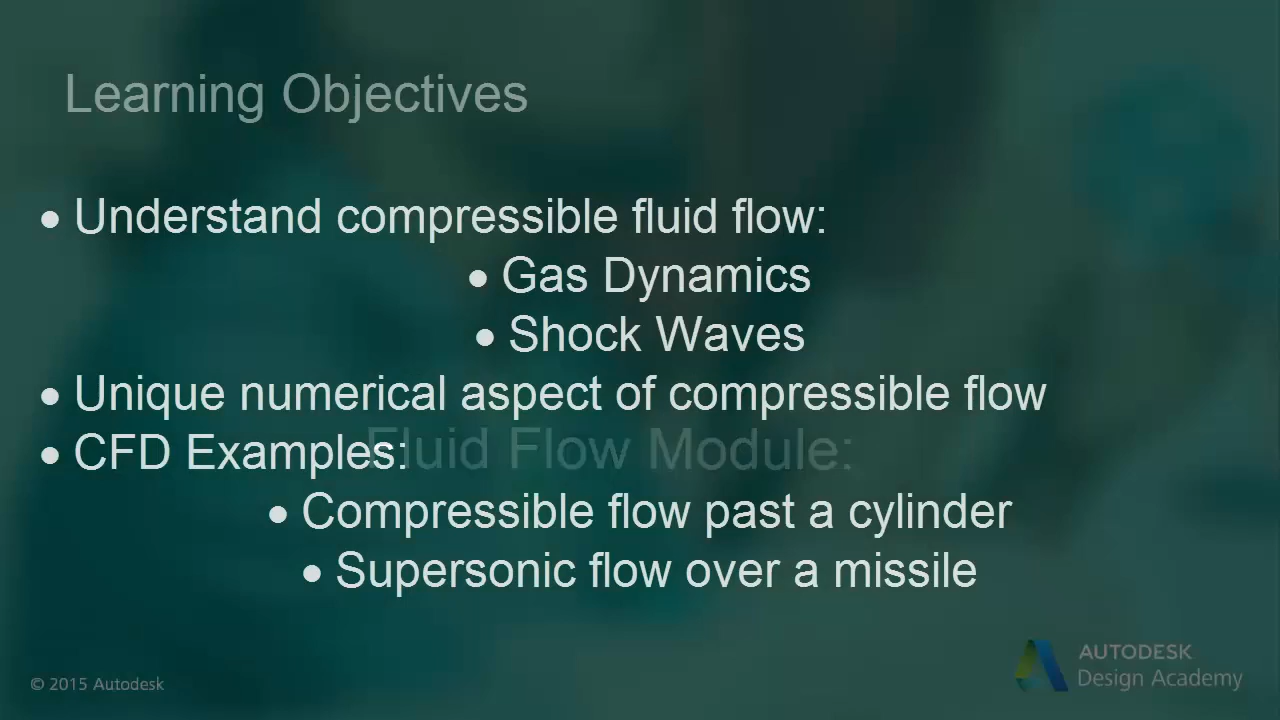 Learning Objectives
• Understand compressible fluid flow:
• Gas Dynamics
• Shock Waves
• Unique numerical aspect of compressible flow
• CFD Examples:
Fluid Flow Module:
• Compressible flow past a cylinder
• Supersonic flow over a missile
© 2015 Autodesk
AUTODESK
Design Academy